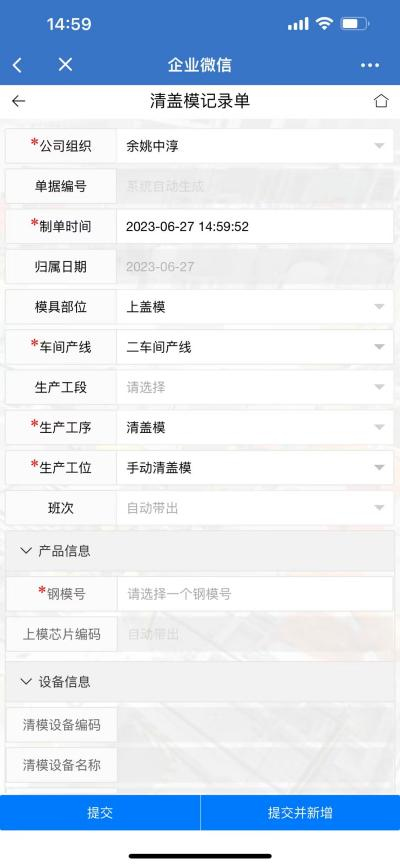 14:59
企业微信
清盖模记录单
*公司组织 余姚中淳
单据编号 系统自动生成
*制单时间 2023-06-27 14:59:52
归属日期 2023-06-27
模具部位 上盖模
*车间产线 二车间产线
生产工段 请选择
*生产工序 清盖模
*生产工位 手动清盖模
班次 自动带出
产品信息
*钢模号 请选择一个钢模号
上模芯片编码 自动带出
设备信息
清模设备编码
清模设备名称
提交 提交并新增